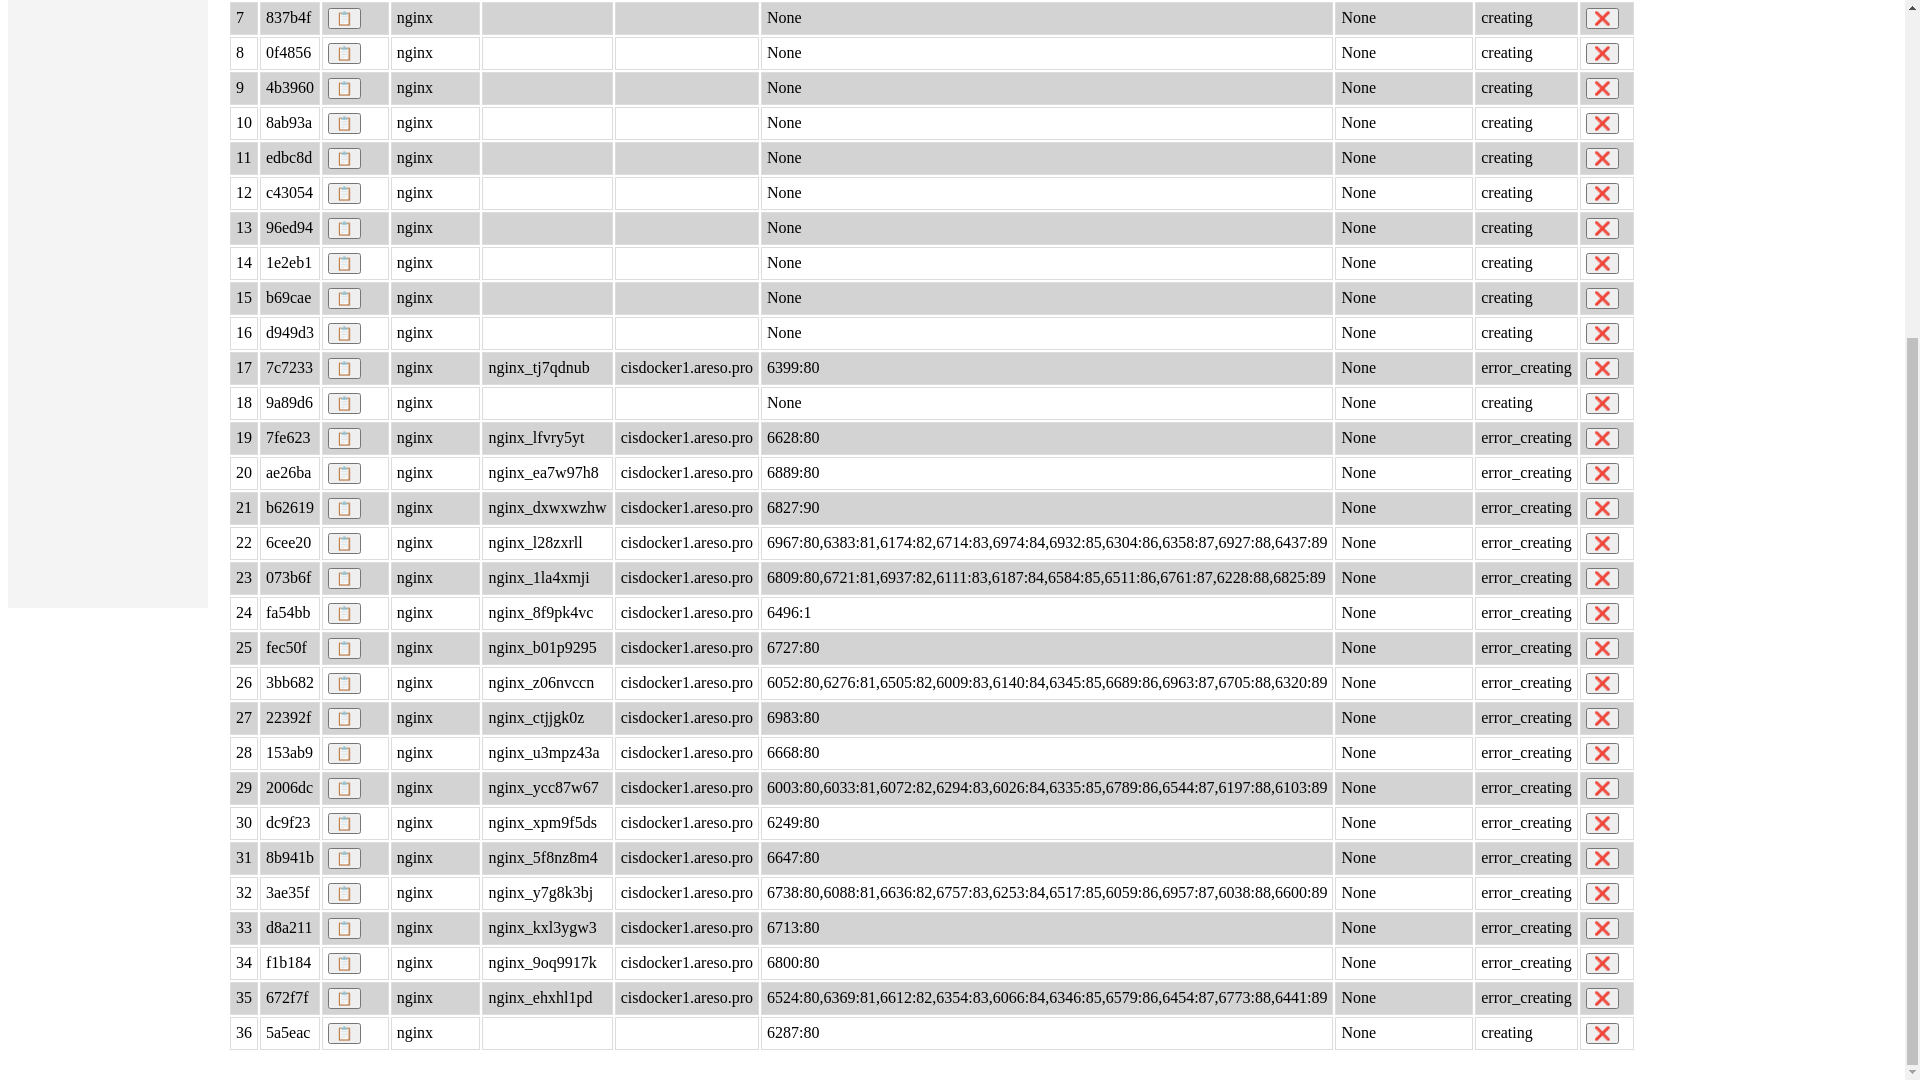 7 837b4f nginx None None creating
8 0f4856 nginx None None creating
9 4b3960 nginx None None creating
10 8ab93a nginx None None creating
11 edbc8d nginx None None creating
12 c43054 nginx None None creating
13 96ed94 nginx None None creating
14 1e2eb1 nginx None None creating
15 b69cae nginx None None creating
16 d949d3 nginx None None creating
17 7c7233 nginx nginx_tj7qdnub cisdocker1.areso.pro 6399:80 None error_creating
18 9a89d6 nginx None None creating
19 7fe623 nginx nginx_lfvry5yt cisdocker1.areso.pro 6628:80 None error_creating
20 ae26ba nginx nginx_ea7w97h8 cisdocker1.areso.pro 6889:80 None error_creating
21 b62619 nginx nginx_dxwxwzhw cisdocker1.areso.pro 6827:90 None error_creating
22 6cee20 nginx nginx_l28zxrll cisdocker1.areso.pro 6967:80,6383:81,6174:82,6714:83,6974:84,6932:85,6304:86,6358:87,6927:88,6437:89 None error_creating
23 073b6f nginx nginx_1la4xmji cisdocker1.areso.pro 6809:80,6721:81,6937:82,6111:83,6187:84,6584:85,6511:86,6761:87,6228:88,6825:89 None error_creating
24 fa54bb nginx nginx_8f9pk4vc cisdocker1.areso.pro 6496:1 None error_creating
25 fec50f nginx nginx_b01p9295 cisdocker1.areso.pro 6727:80 None error_creating
26 3bb682 nginx nginx_z06nvccn cisdocker1.areso.pro 6052:80,6276:81,6505:82,6009:83,6140:84,6345:85,6689:86,6963:87,6705:88,6320:89 None error_creating
27 22392f nginx nginx_ctjjgk0z cisdocker1.areso.pro 6983:80 None error_creating
28 153ab9 nginx nginx_u3mpz43a cisdocker1.areso.pro 6668:80 None error_creating
29 2006dc nginx nginx_ycc87w67 cisdocker1.areso.pro 6003:80,6033:81,6072:82,6294:83,6026:84,6335:85,6789:86,6544:87,6197:88,6103:89 None error_creating
30 dc9f23 nginx nginx_xpm9f5ds cisdocker1.areso.pro 6249:80 None error_creating
31 8b941b nginx nginx_5f8nz8m4 cisdocker1.areso.pro 6647:80 None error_creating
32 3ae35f nginx nginx_y7g8k3bj cisdocker1.areso.pro 6738:80,6088:81,6636:82,6757:83,6253:84,6517:85,6059:86,6957:87,6038:88,6600:89 None error_creating
33 d8a211 nginx nginx_kxl3ygw3 cisdocker1.areso.pro 6713:80 None error_creating
34 f1b184 nginx nginx_9oq9917k cisdocker1.areso.pro 6800:80 None error_creating
35 672f7f nginx nginx_ehxhl1pd cisdocker1.areso.pro 6524:80,6369:81,6612:82,6354:83,6066:84,6346:85,6579:86,6454:87,6773:88,6441:89 None error_creating
36 5a5eac nginx 6287:80 None creating